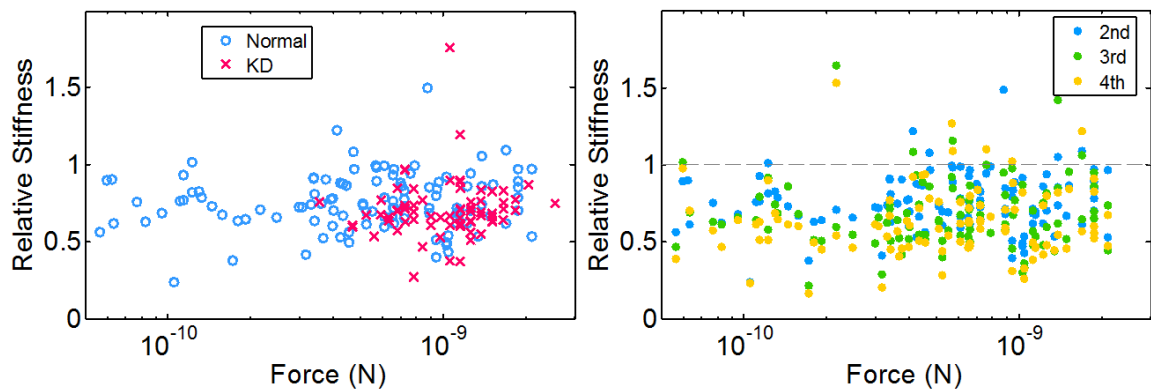 Relative Stiffness
1.5
1
0.5
0
Normal
KD
10^-10
10^-9
Force (N)
Relative Stiffness
1.5
1
0.5
0
2nd
3rd
4th
10^-10
10^-9
Force (N)